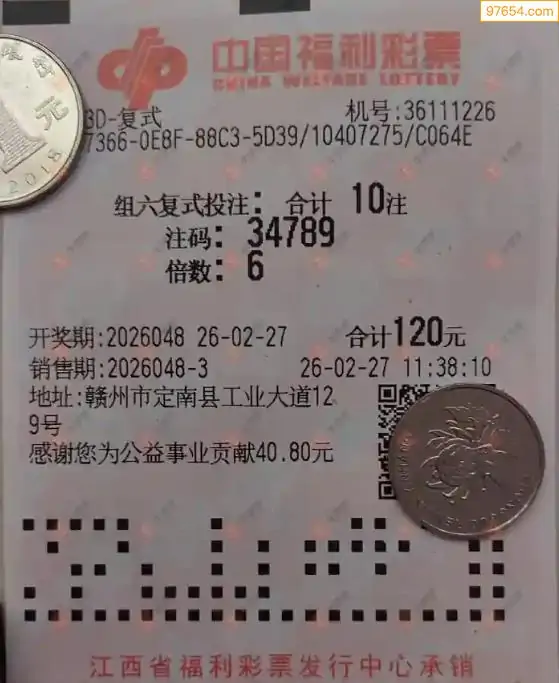 97654.com
中国福利彩票
CHINA WELFARE LOTTERY
3D-复式 机号:36111226
7366-0E8F-88C3-5D39/10407275/C064E
组六复式投注: 合计 10注
注码: 34789
倍数: 6
开奖期:2026048 26-02-27 合计120元
销售期:2026048-3 26-02-27 11:38:10
地址:赣州市定南县工业大道12
9号
感谢您为公益事业贡献40.80元
江西省福利彩票发行中心承销
元
2018